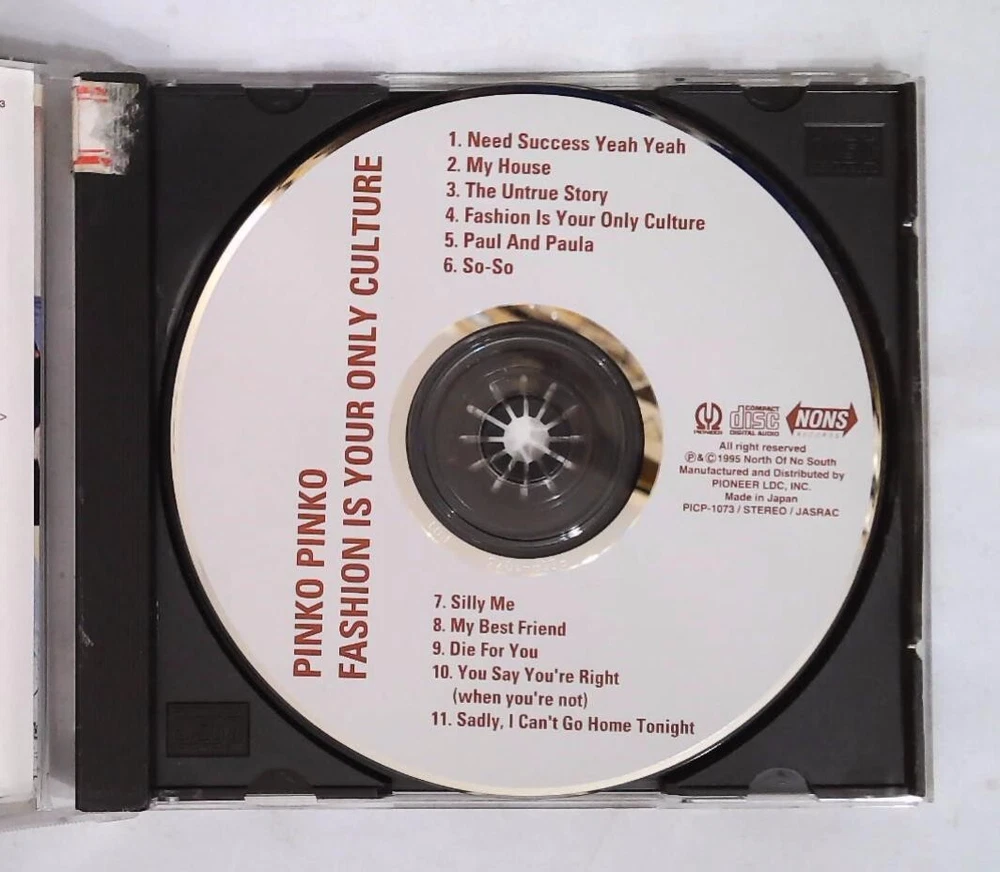 PINKO PINKO
FASHION IS YOUR ONLY CULTURE
1. Need Success Yeah Yeah
2. My House
3. The Untrue Story
4. Fashion Is Your Only Culture
5. Paul And Paula
6. So-So
PIONEER
COMPACT
disc
DIGITAL AUDIO
NONS
RECORDS
All right reserved
℗&©1995 North Of No South
Manufactured and Distributed by
PIONEER LDC, INC.
Made in Japan
PICP-1073 / STEREO / JASRAC
7. Silly Me
8. My Best Friend
9. Die For You
10. You Say You're Right
(when you're not)
11. Sadly, I Can't Go Home Tonight